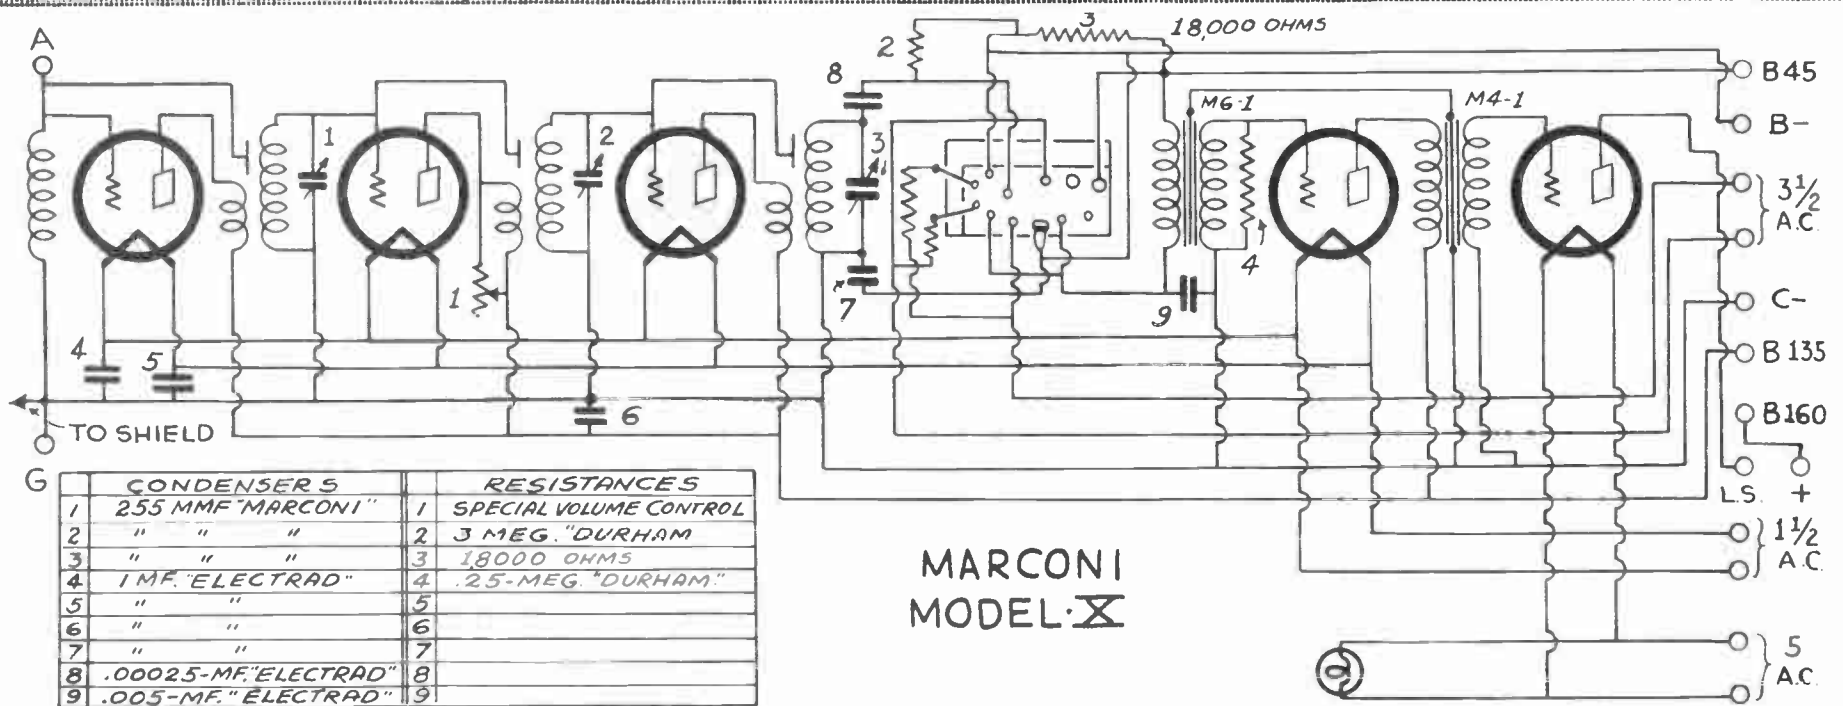 A
1
2
8
2
3
18,000 OHMS
3
M6-1
M4-1
B45
B-
3½
A.C.
1
7
4
9
C-
4
5
6
B 135
B160
TO SHIELD
G
L.S. +
CONDENSERS RESISTANCES
1 255 MMF "MARCONI" 1 SPECIAL VOLUME CONTROL
2 " " " 2 3 MEG. "DURHAM
3 " " " 3 18000 OHMS
4 1 MF. "ELECTRAD" 4 .25-MEG. "DURHAM."
5 " " 5
6 " " 6
7 " " 7
8 .00025-MF. "ELECTRAD" 8
9 .005-MF. "ELECTRAD" 9
MARCONI
MODEL·X
1½
A.C.
5
A.C.